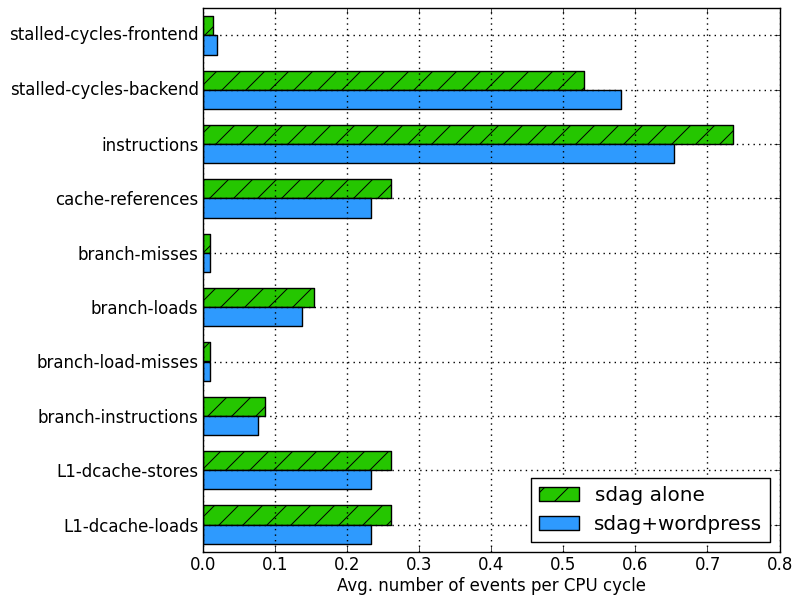 stalled-cycles-frontend
stalled-cycles-backend
instructions
cache-references
branch-misses
branch-loads
branch-load-misses
branch-instructions
L1-dcache-stores
L1-dcache-loads
sdag alone
sdag+wordpress
0.0 0.1 0.2 0.3 0.4 0.5 0.6 0.7 0.8
Avg. number of events per CPU cycle